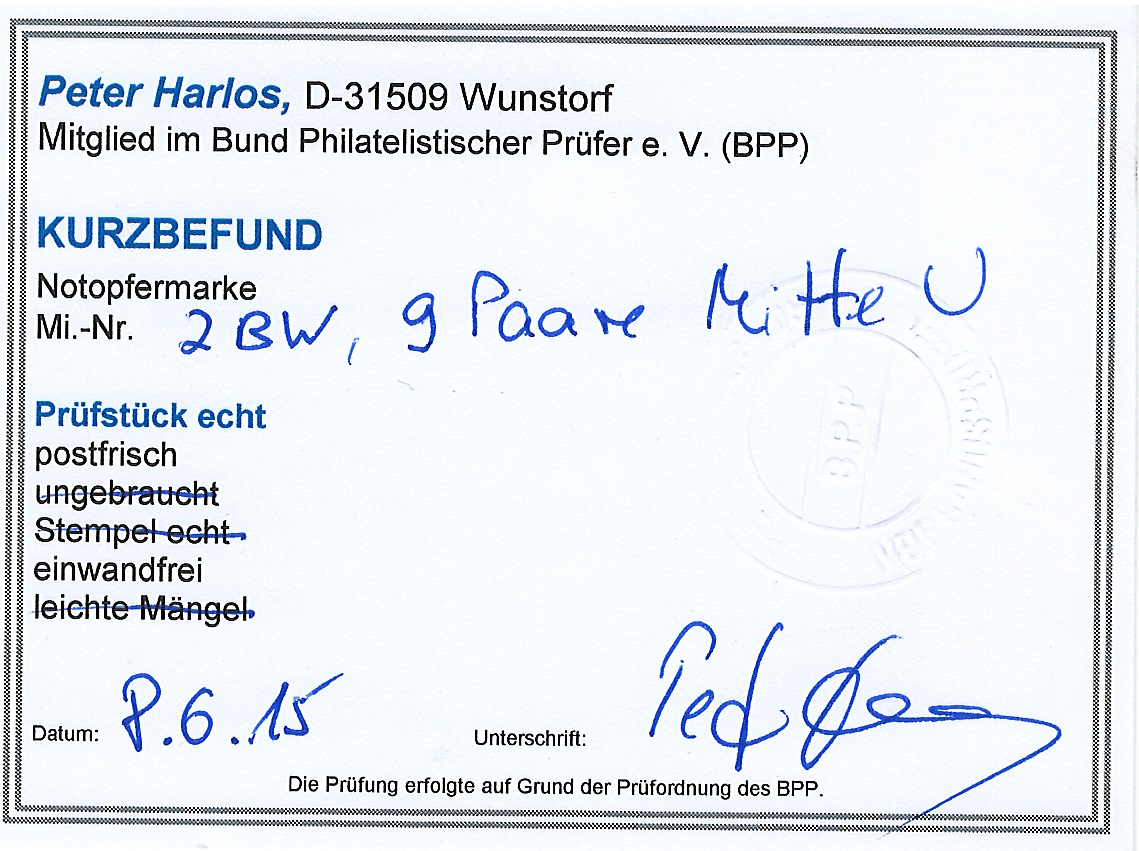 Peter Harlos, D-31509 Wunstorf
Mitglied im Bund Philatelistischer Prüfer e. V. (BPP)
KURZBEFUND
Notopfermarke
Mi.-Nr. 2 BW, 9 Paare Mitte U
Prüfstück echt
postfrisch
ungebraucht
Stempel echt
einwandfrei
leichte Mängel
B.P.P
Datum: 8.6.15
Unterschrift:
Die Prüfung erfolgte auf Grund der Prüfordnung des BPP.